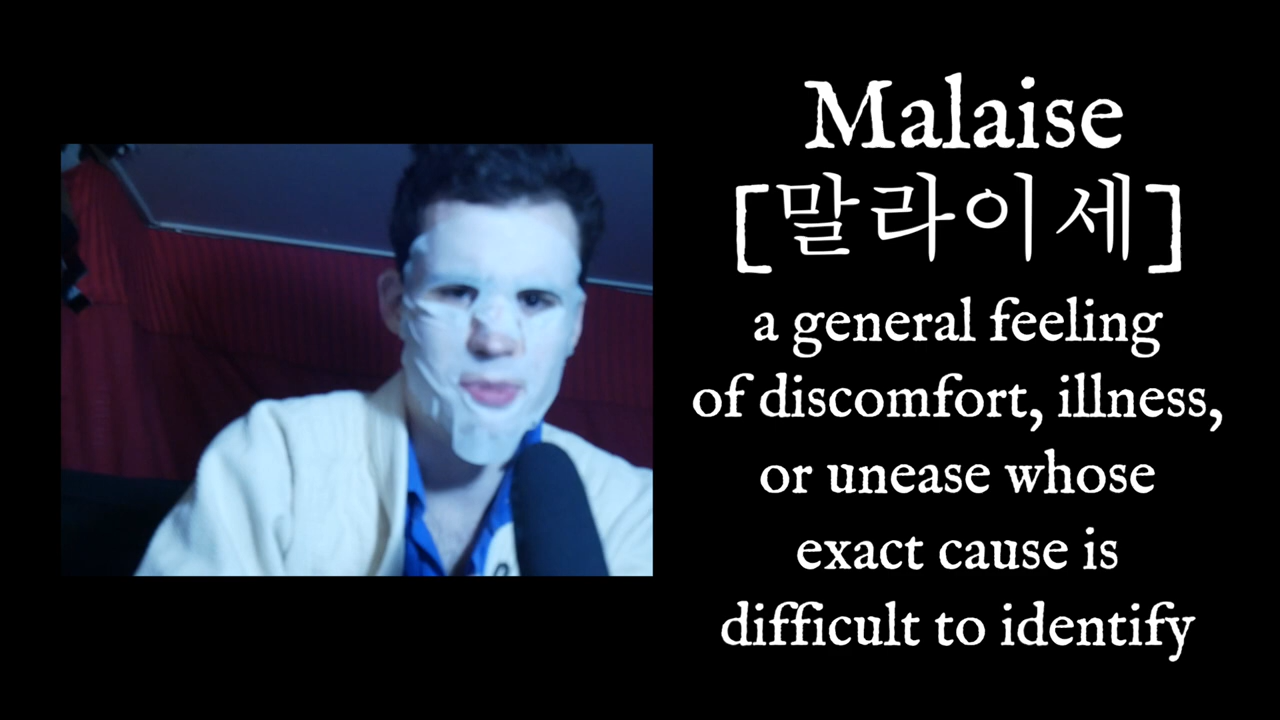 Malaise
[말라이세]
a general feeling
of discomfort, illness,
or unease whose
exact cause is
difficult to identify